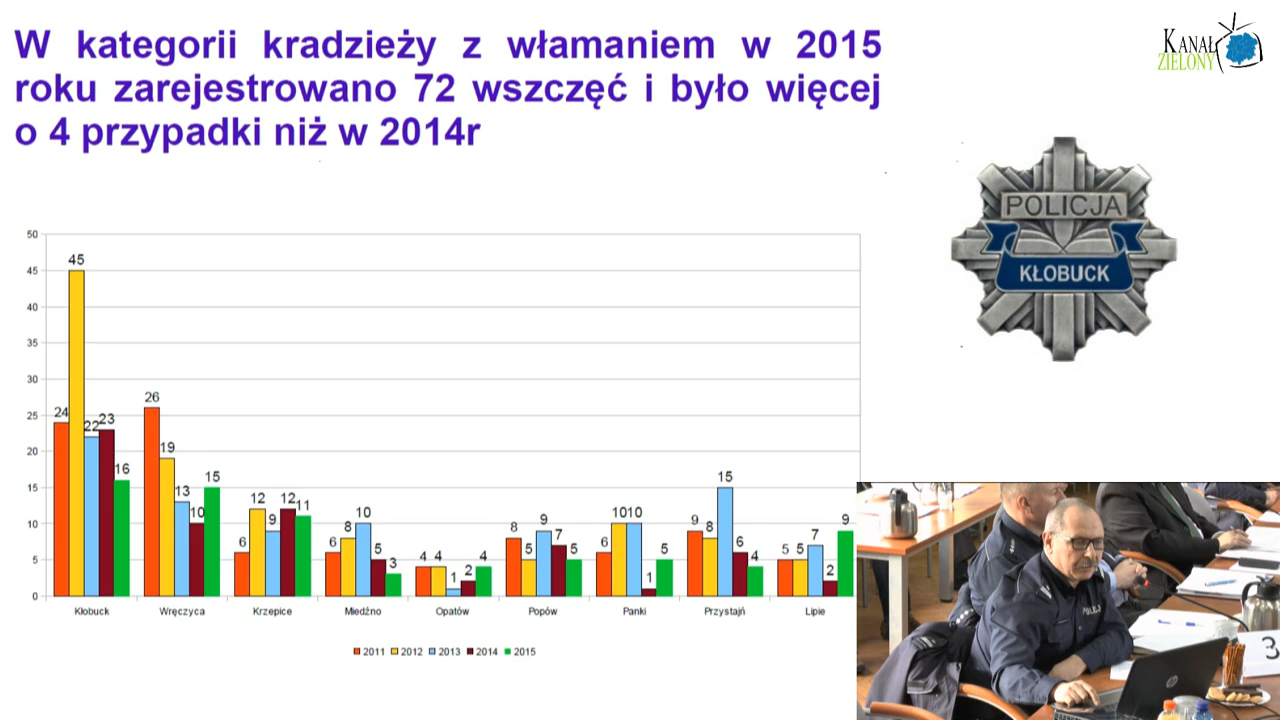 W kategorii kradzieży z włamaniem w 2015
roku zarejestrowano 72 wszczęć i było więcej
o 4 przypadki niż w 2014r
KANAŁ
ZIELONY
POLICJA
KŁOBUCK
50
45
40
35
30
25
20
15
10
5
0
24 45 22 23 16
26 19 13 10 15
6 12 9 12 11
6 8 10 5 3
4 4 1 2 4
8 5 9 7 5
6 10 10 1 5
9 8 15 6 4
5 5 7 2 9
Kłobuck Wręczyca Krzepice Miedźno Opatów Popów Panki Przystajń Lipie
2011 2012 2013 2014 2015
POLICJA
3